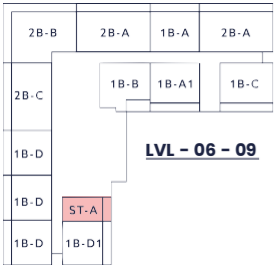 2B-B 2B-A 1B-A 2B-A
1B-B 1B-A1 1B-C
2B-C
LVL - 06 - 09
1B-D
1B-D
ST-A
1B-D 1B-D1